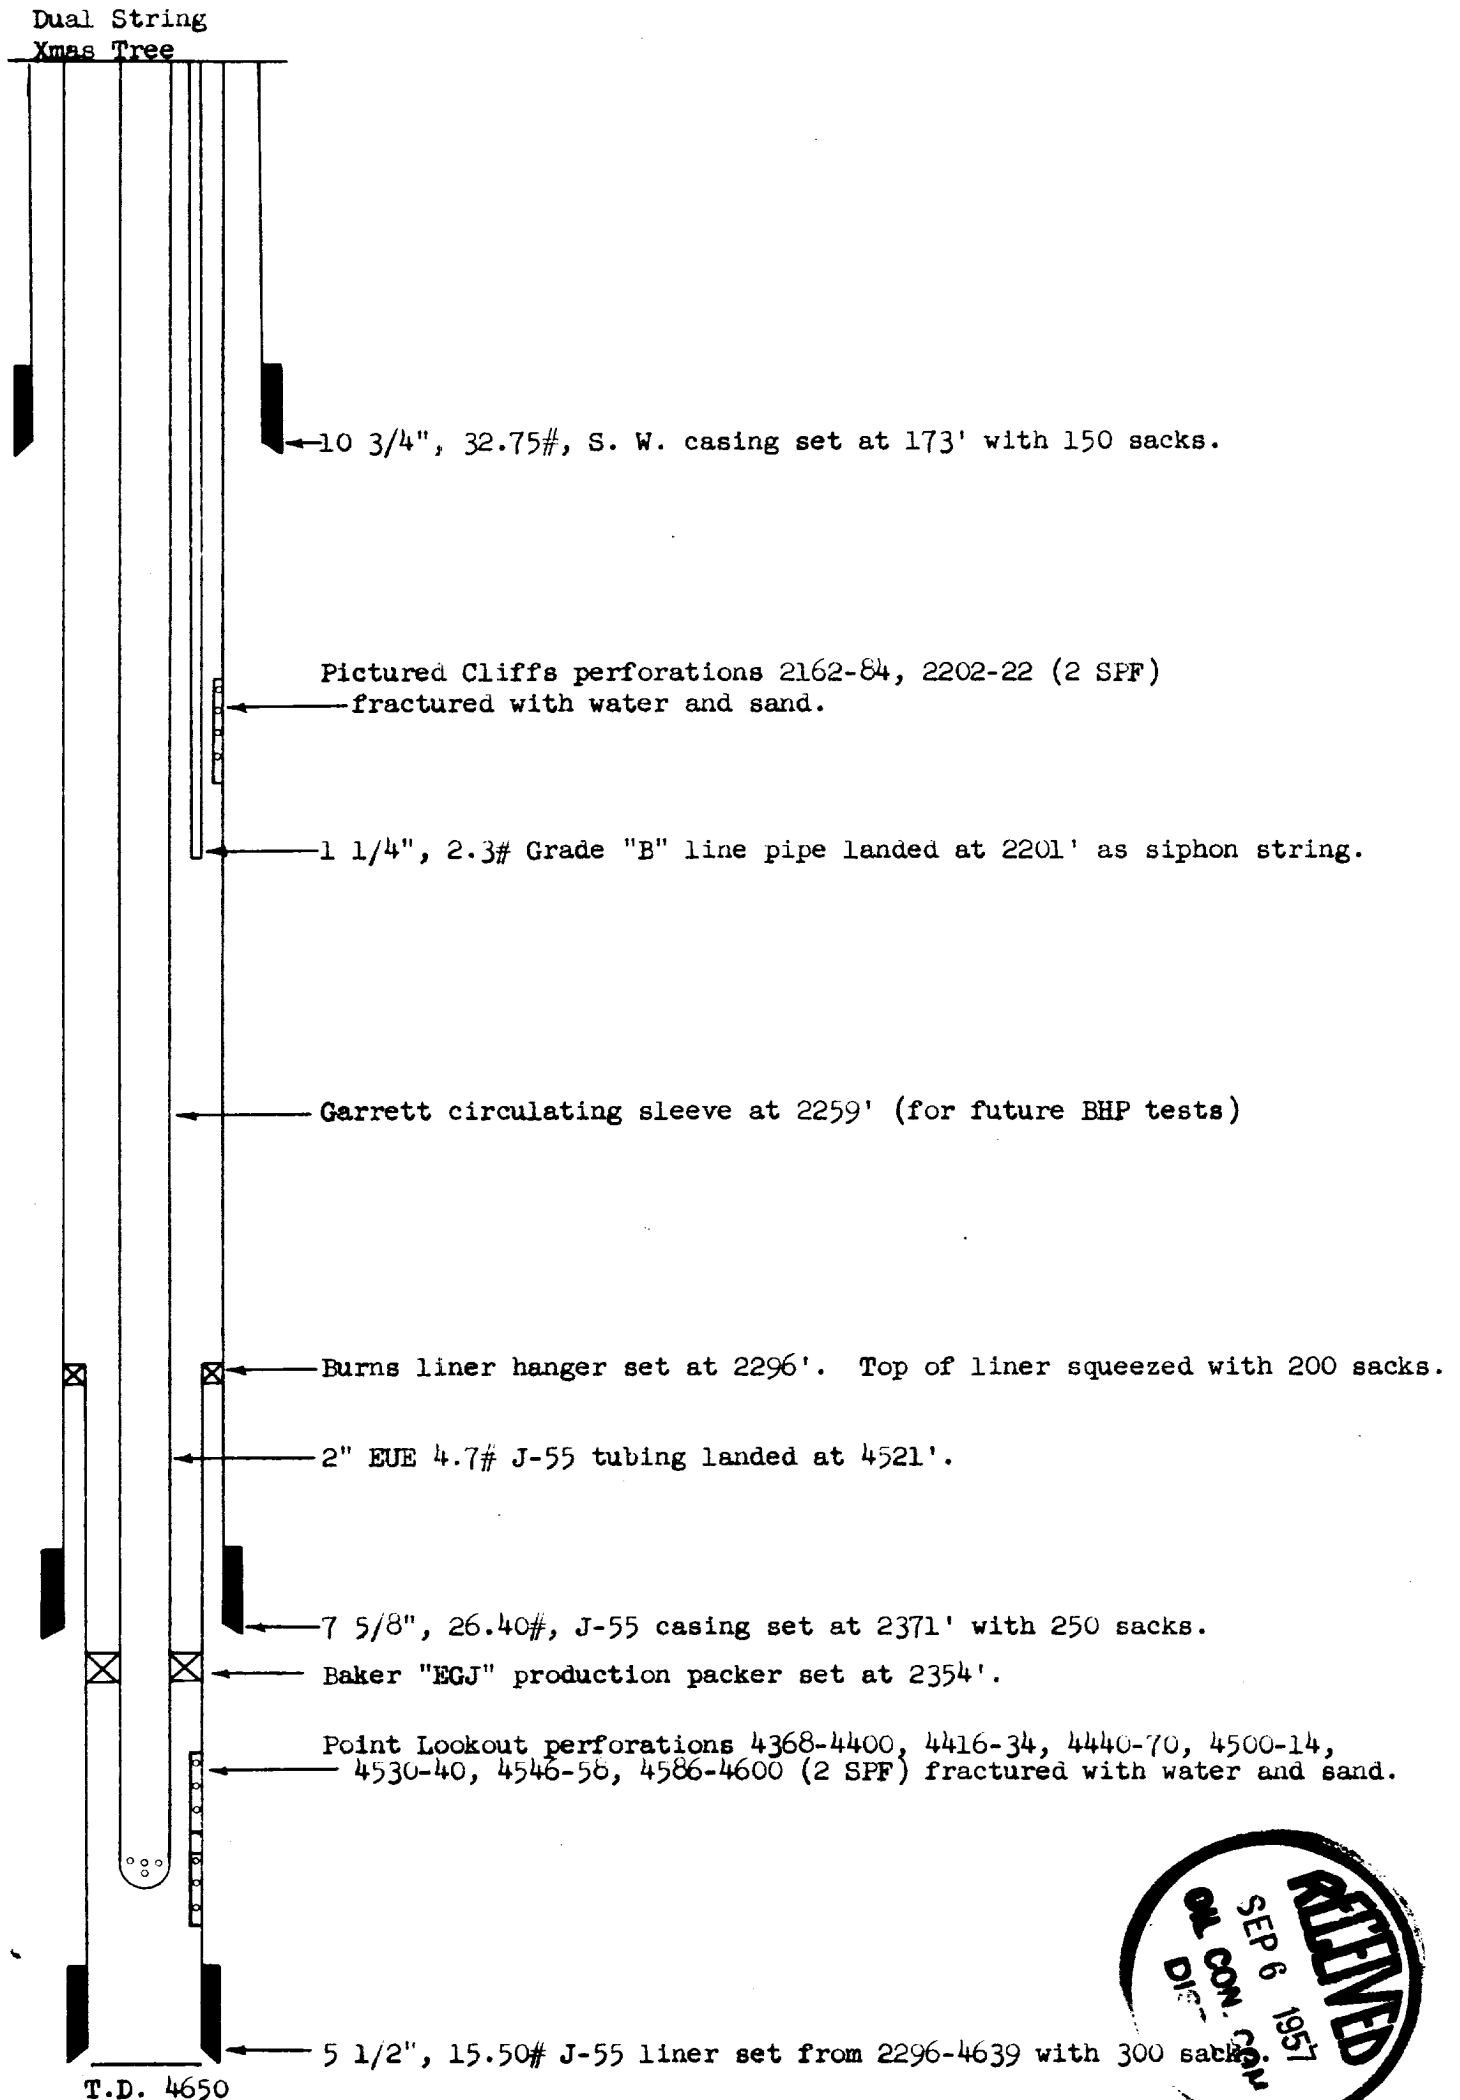 Dual String
Xmas Tree
10 3/4", 32.75#, S. W. casing set at 173' with 150 sacks.
Pictured Cliffs perforations 2162-84, 2202-22 (2 SPF)
fractured with water and sand.
1 1/4", 2.3# Grade "B" line pipe landed at 2201' as siphon string.
Garrett circulating sleeve at 2259' (for future BHP tests)
Burns liner hanger set at 2296'. Top of liner squeezed with 200 sacks.
2" EUE 4.7# J-55 tubing landed at 4521'.
7 5/8", 26.40#, J-55 casing set at 2371' with 250 sacks.
Baker "EGJ" production packer set at 2354'.
Point Lookout perforations 4368-4400, 4416-34, 4440-70, 4500-14,
4530-40, 4546-58, 4586-4600 (2 SPF) fractured with water and sand.
5 1/2", 15.50# J-55 liner set from 2296-4639 with 300
T.D. 4650
RECEIVED
SEP 6 1957
OIL CON. COM